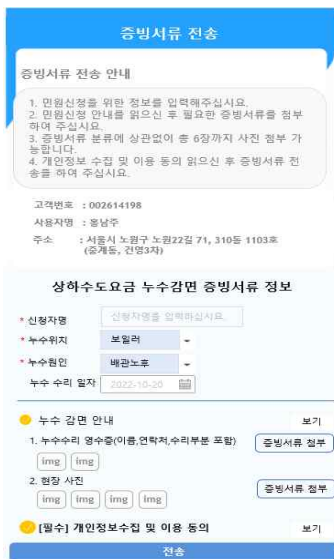 증빙서류 전송
증빙서류 전송 안내
1. 민원신청을 위한 정보를 입력해주십시요.
2. 민원신청 안내를 읽으신 후 필요한 증빙서류를 첨부
하여 주십시요.
3. 증빙서류 분류에 상관없이 총 6장까지 사진 첨부 가
능합니다.
4. 개인정보 수집 및 이용 동의 읽으신 후 증빙서류 전
송을 하여 주십시요.
고객번호 : 002614198
사용자명 : 홍남주
주소 : 서울시 노원구 노원22길 71, 310동 1103호
(중계동, 건영3차)
상하수도요금 누수감면 증빙서류 정보
* 신청자명 신청자명을 입력하십시요.
* 누수위치 보일러
* 누수원인 배관노후
누수 수리 일자 2022-10-20
누수 감면 안내 보기
1. 누수수리 영수증(이름,연락처,수리부분 포함) 증빙서류 첨부
img img
2. 현장 사진 증빙서류 첨부
img img img img
[필수] 개인정보수집 및 이용 동의 보기
전송